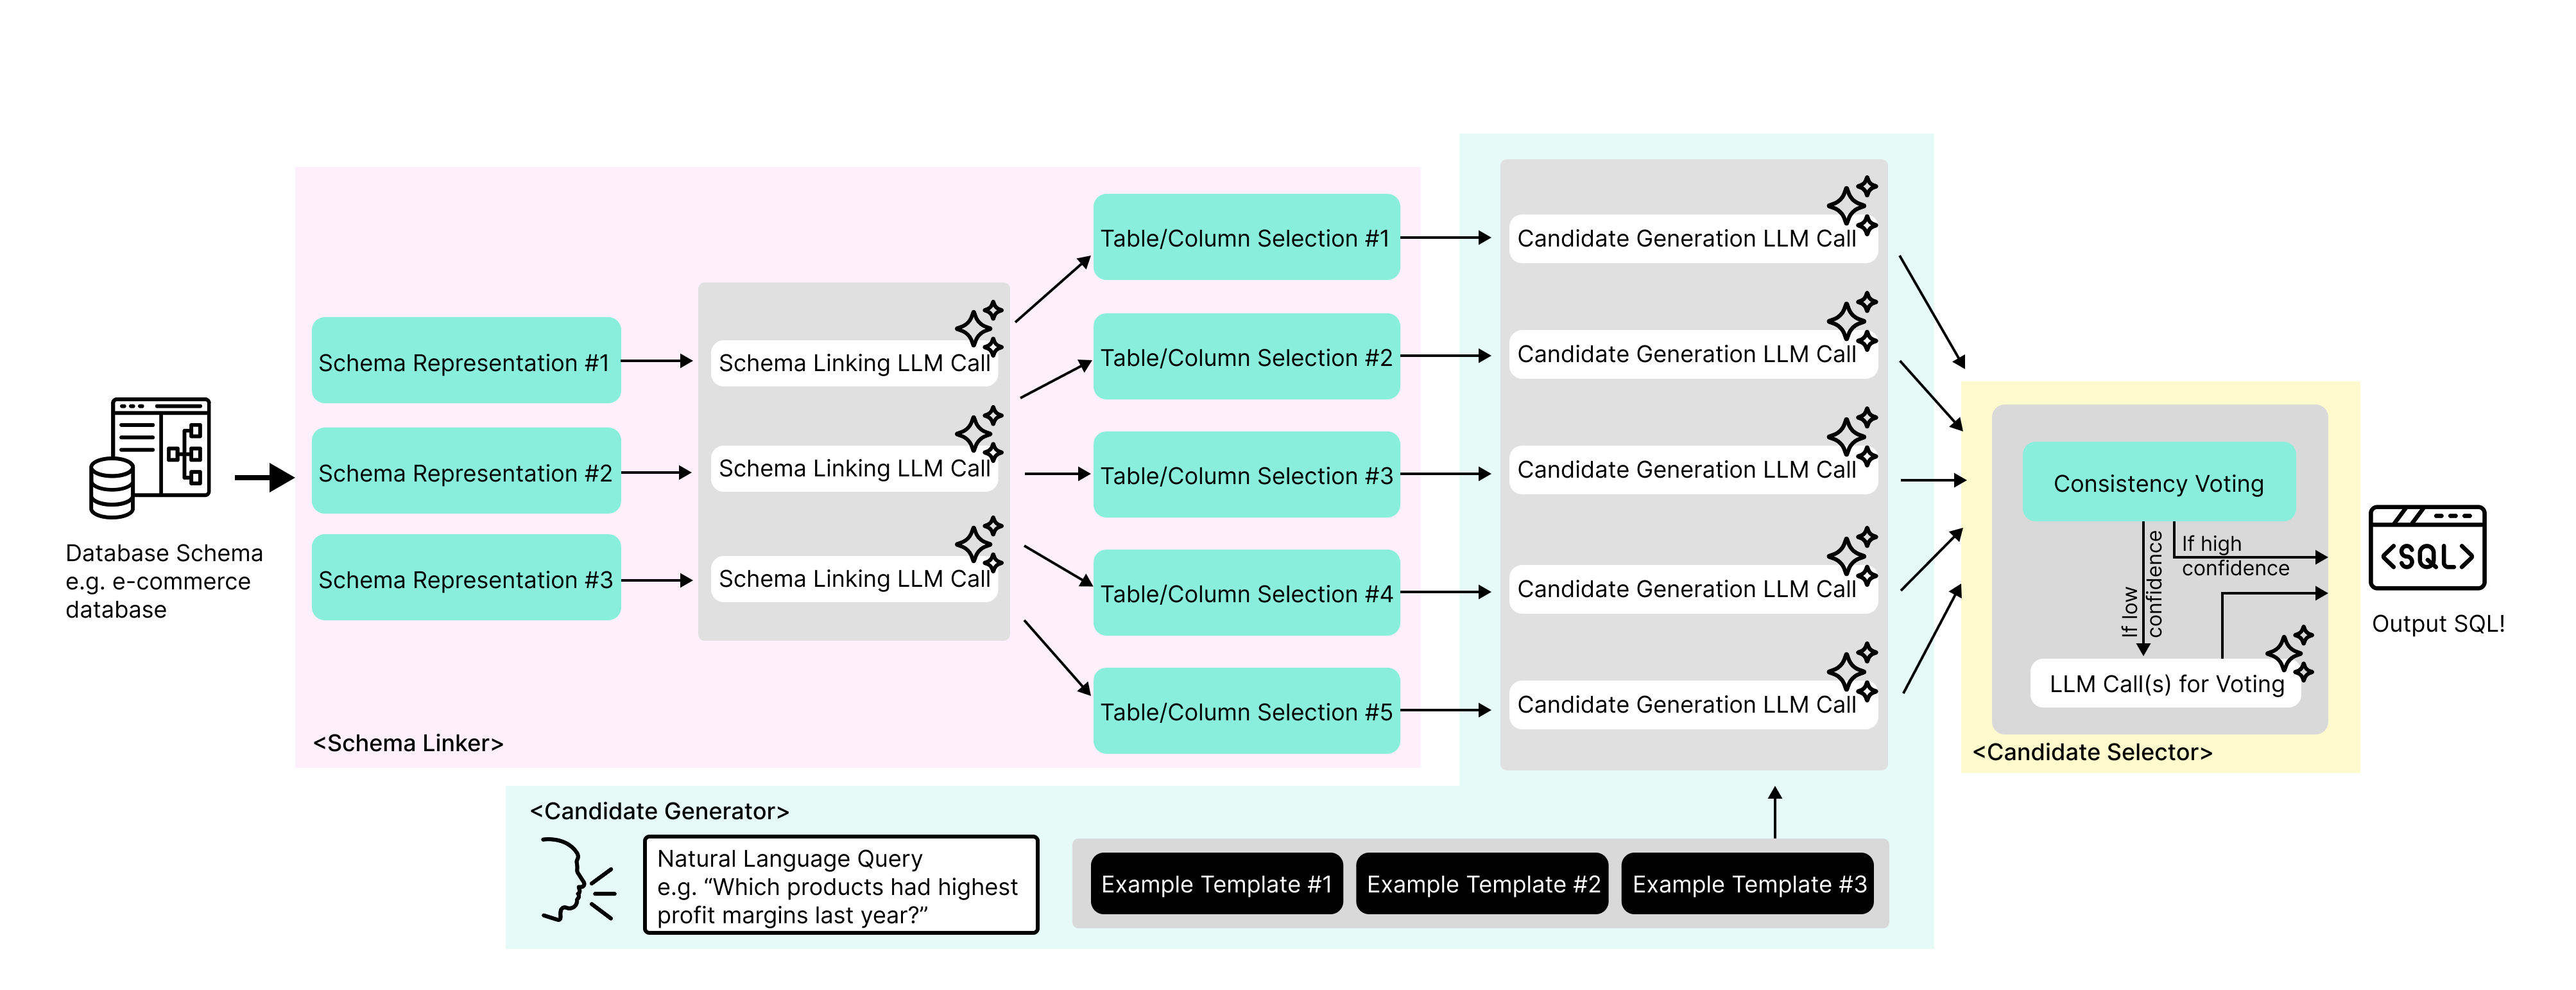 Database Schema
e.g. e-commerce
database
Schema Representation #1
Schema Representation #2
Schema Representation #3
Schema Linking LLM Call
Schema Linking LLM Call
Schema Linking LLM Call
Table/Column Selection #1
Table/Column Selection #2
Table/Column Selection #3
Table/Column Selection #4
Table/Column Selection #5
<Schema Linker>
Candidate Generation LLM Call
Candidate Generation LLM Call
Candidate Generation LLM Call
Candidate Generation LLM Call
Candidate Generation LLM Call
<Candidate Generator>
Natural Language Query
e.g. “Which products had highest
profit margins last year?”
Example Template #1
Example Template #2
Example Template #3
Consistency Voting
If high
confidence
If low
confidence
LLM Call(s) for Voting
<Candidate Selector>
<SQL>
Output SQL!